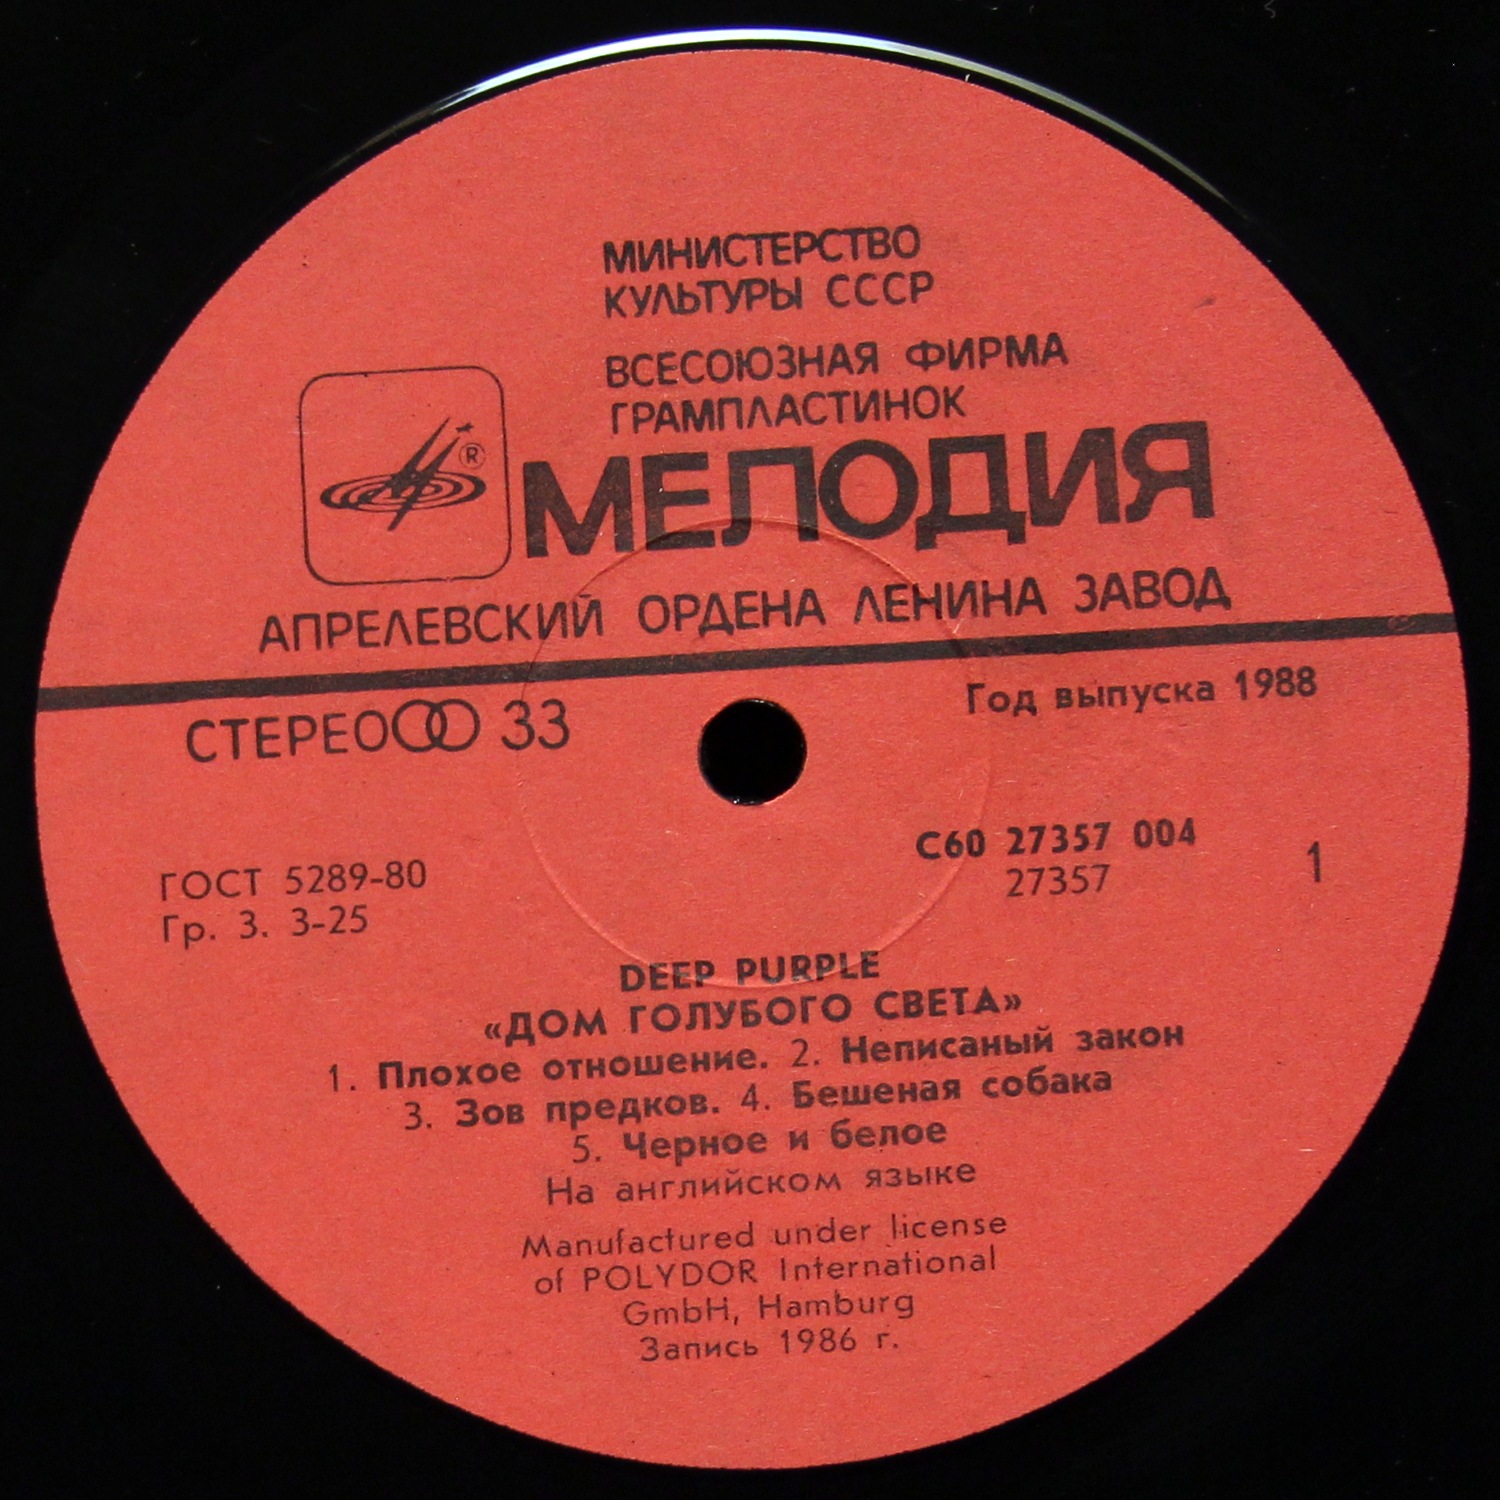 МИНИСТЕРСТВО
КУЛЬТУРЫ СССР
ВСЕСОЮЗНАЯ ФИРМА
ГРАМПЛАСТИНОК
®
МЕЛОДИЯ
АПРЕЛЕВСКИЙ ОРДЕНА ЛЕНИНА ЗАВОД
СТЕРЕО 33
Год выпуска 1988
ГОСТ 5289-80
Гр. 3. 3-25
С60 27357 004
27357
1
DEEP PURPLE
«ДОМ ГОЛУБОГО СВЕТА»
1. Плохое отношение. 2. Неписаный закон
3. Зов предков. 4. Бешеная собака
5. Черное и белое
На английском языке
Manufactured under license
of POLYDOR International
GmbH, Hamburg
Запись 1986 г.